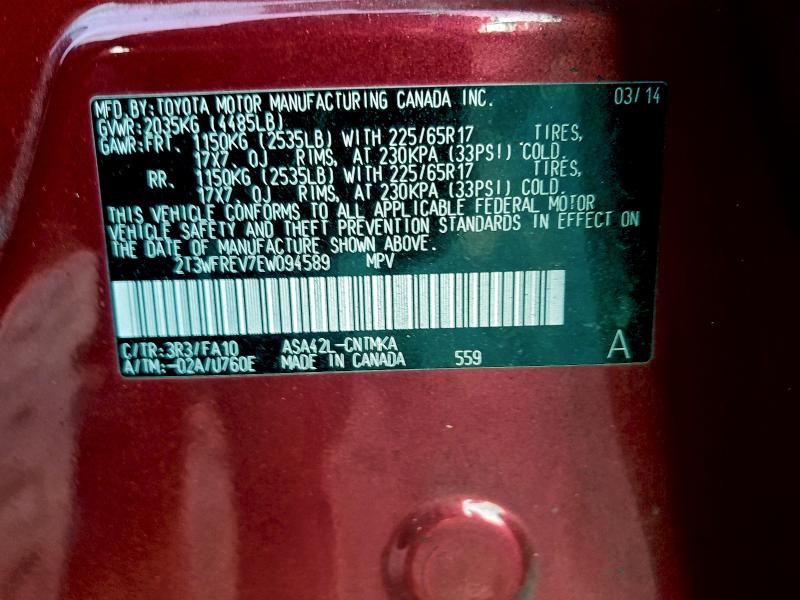 MFD BY: TOYOTA MOTOR MANUFACTURING CANADA INC. 03/14
GVWR: 2035KG (4485LB)
GAWR: FRT. 1150KG (2535LB) WITH 225/65R17 TIRES,
17X7.0J RIMS, AT 230KPA (33PSI) COLD.
RR. 1150KG (2535LB) WITH 225/65R17 TIRES,
17X7.0J RIMS, AT 230KPA (33PSI) COLD.
THIS VEHICLE CONFORMS TO ALL APPLICABLE FEDERAL MOTOR
VEHICLE SAFETY AND THEFT PREVENTION STANDARDS IN EFFECT ON
THE DATE OF MANUFACTURE SHOWN ABOVE.
2T3WFREV7EW094589 MPV
C/TR: 3R3/FA10 ASA42L-CNTMKA
A/TM: -02A/U760E MADE IN CANADA 559 A